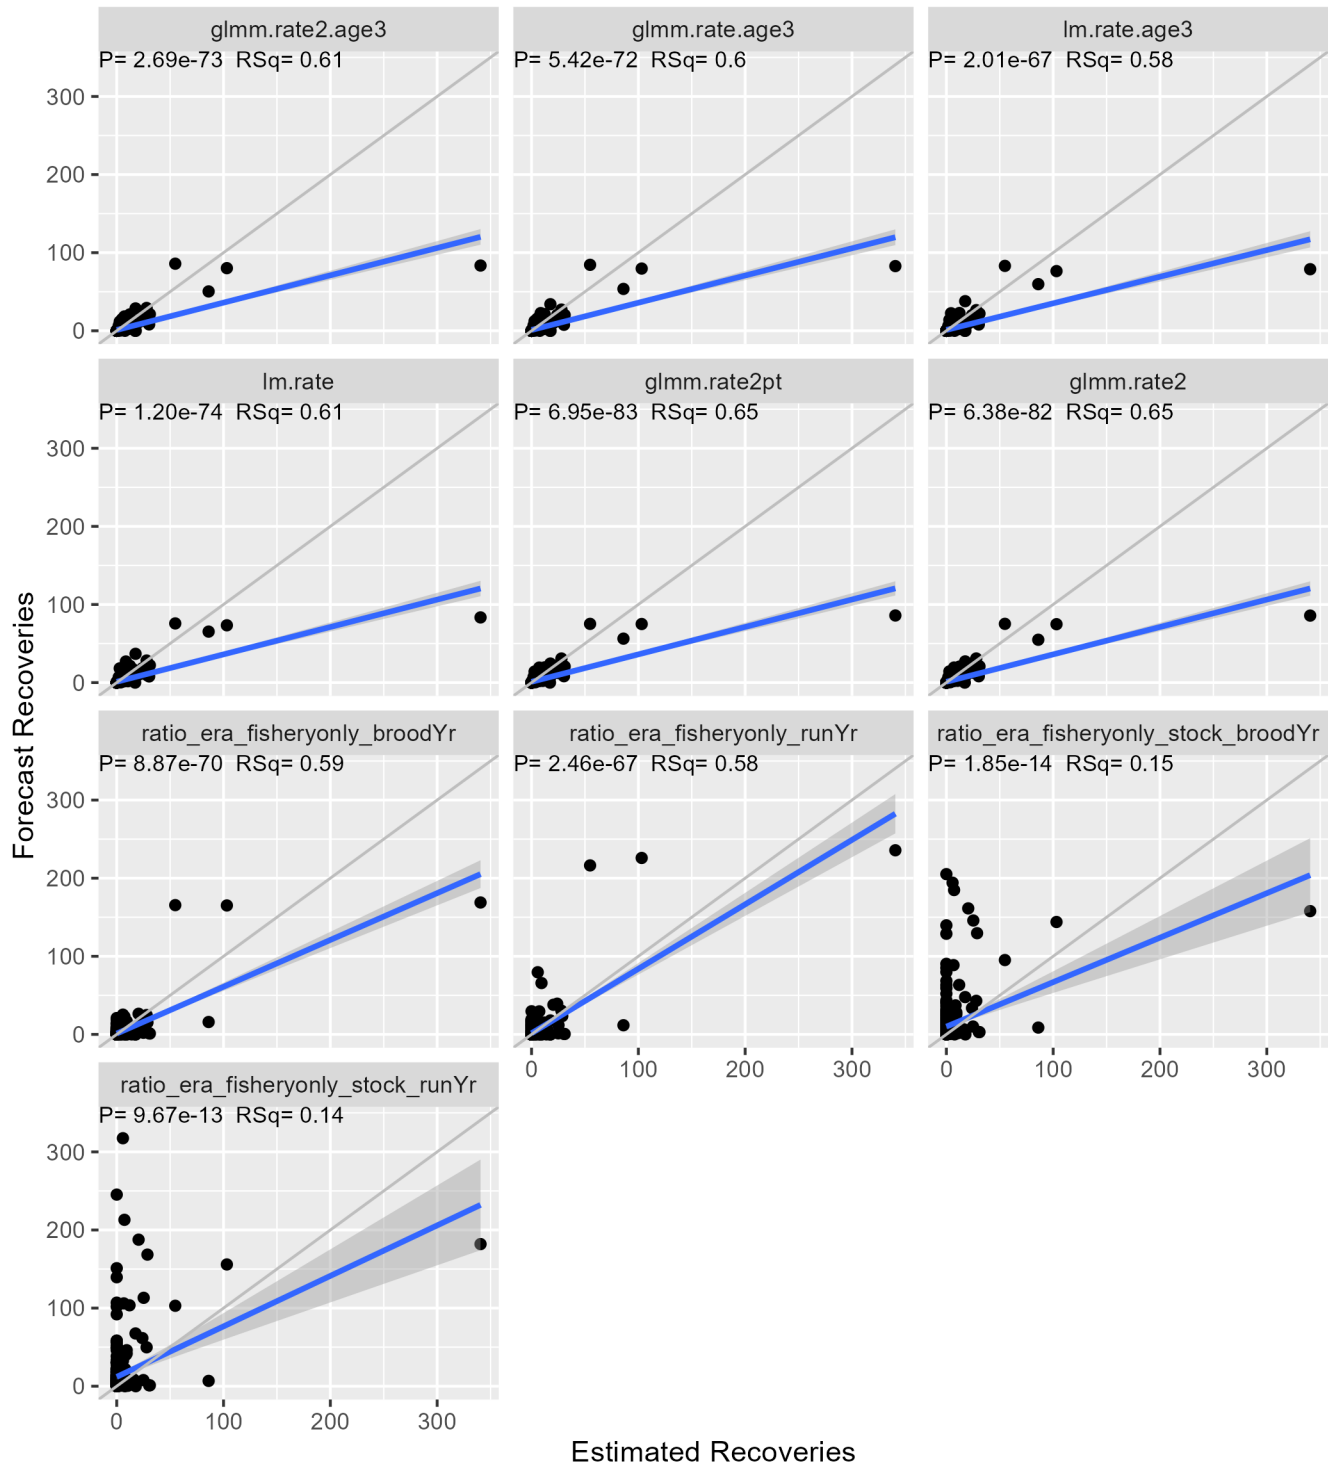 glmm.rate2.age3
glmm.rate.age3
lm.rate.age3
P= 2.69e-73 RSq= 0.61
P= 5.42e-72 RSq= 0.6
P= 2.01e-67 RSq= 0.58
300
200
100
0
lm.rate
glmm.rate2pt
glmm.rate2
P= 1.20e-74 RSq= 0.61
P= 6.95e-83 RSq= 0.65
P= 6.38e-82 RSq= 0.65
300
200
100
0
Forecast Recoveries
ratio_era_fisheryonly_broodYr
ratio_era_fisheryonly_runYr
ratio_era_fisheryonly_stock_broodYr
P= 8.87e-70 RSq= 0.59
P= 2.46e-67 RSq= 0.58
P= 1.85e-14 RSq= 0.15
300
200
100
0
0 100 200 300
0 100 200 300
ratio_era_fisheryonly_stock_runYr
P= 9.67e-13 RSq= 0.14
300
200
100
0
0 100 200 300
Estimated Recoveries